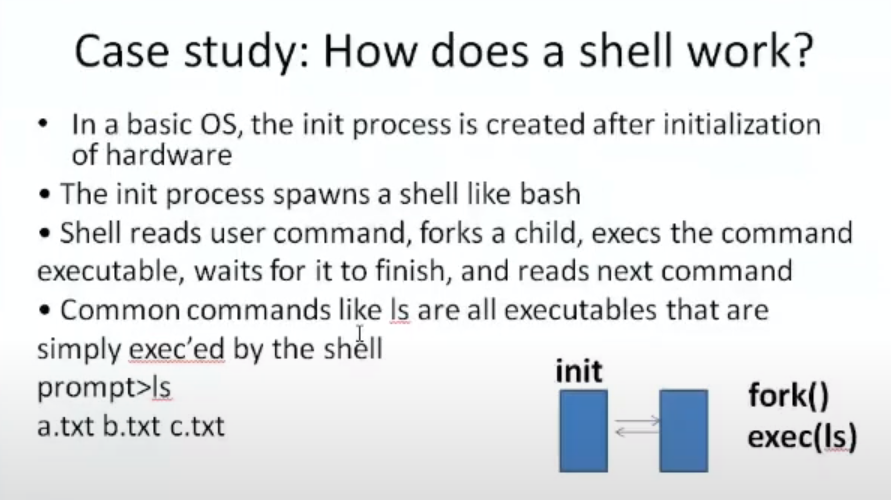 Case study: How does a shell work?
• In a basic OS, the init process is created after initialization
of hardware
• The init process spawns a shell like bash
• Shell reads user command, forks a child, execs the command
executable, waits for it to finish, and reads next command
• Common commands like ls are all executables that are
simply exec’ed by the shell
prompt>ls
a.txt b.txt c.txt
init
fork()
exec(ls)